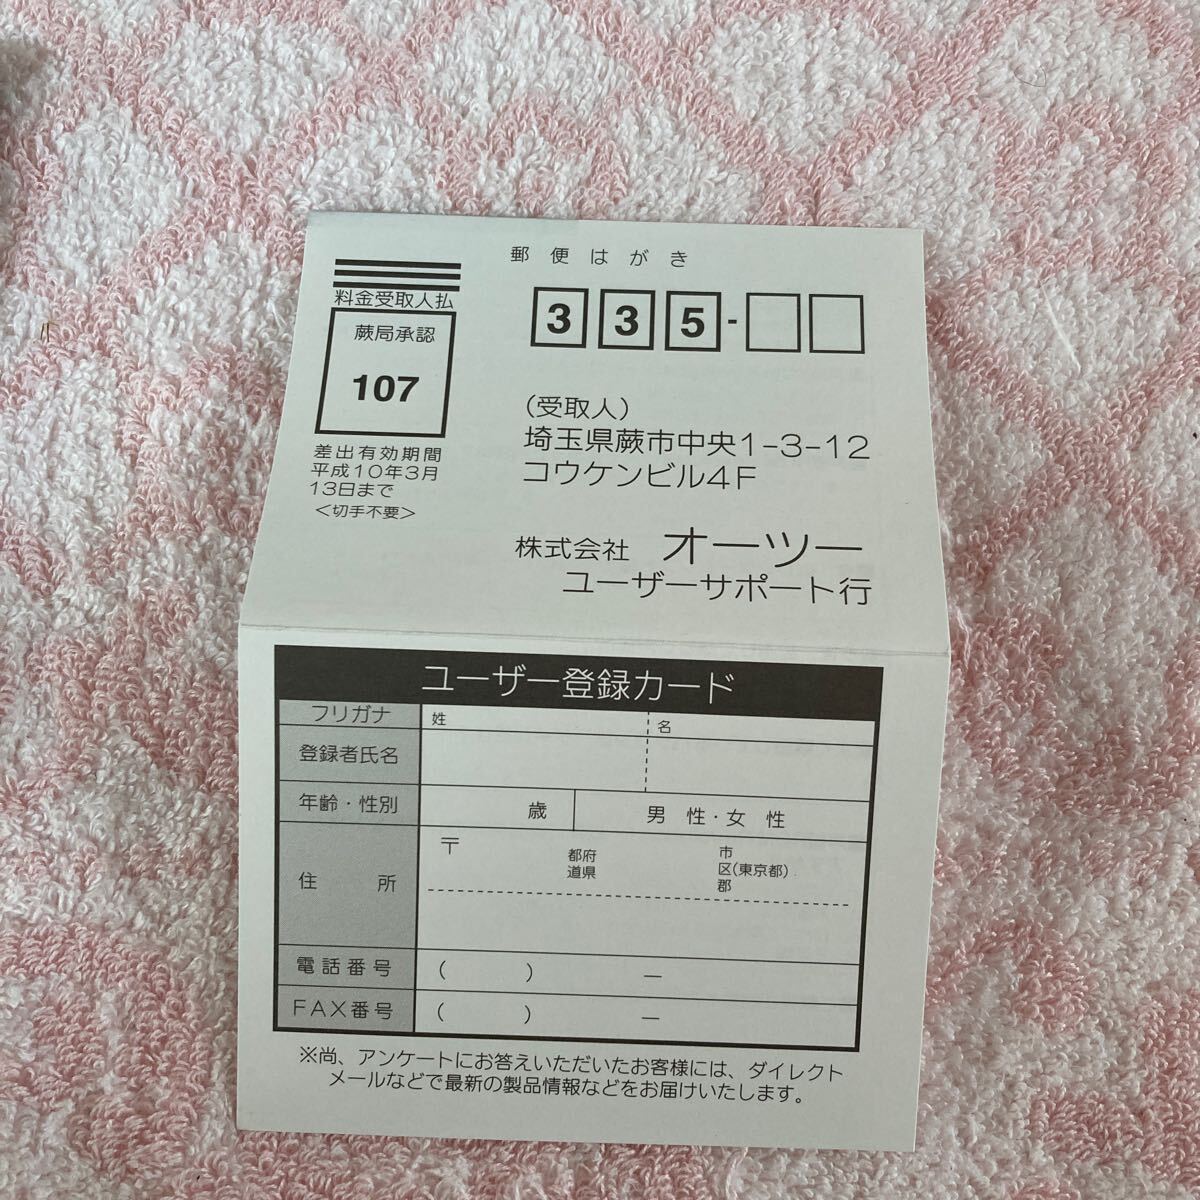 郵便はがき
料金受取人払
蕨局承認
107
差出有効期間
平成10年3月
13日まで
＜切手不要＞
335-
（受取人）
埼玉県蕨市中央1-3-12
コウケンビル4F
株式会社 オーツー
ユーザーサポート行
ユーザー登録カード
フリガナ 姓 名
登録者氏名
年齢・性別 歳 男性・女性
住所 〒 都府道県 市区(東京都)郡
電話番号 （ ） ー
FAX番号 （ ） ー
※尚、アンケートにお答えいただいたお客様には、ダイレクト
メールなどで最新の製品情報などをお届けいたします。